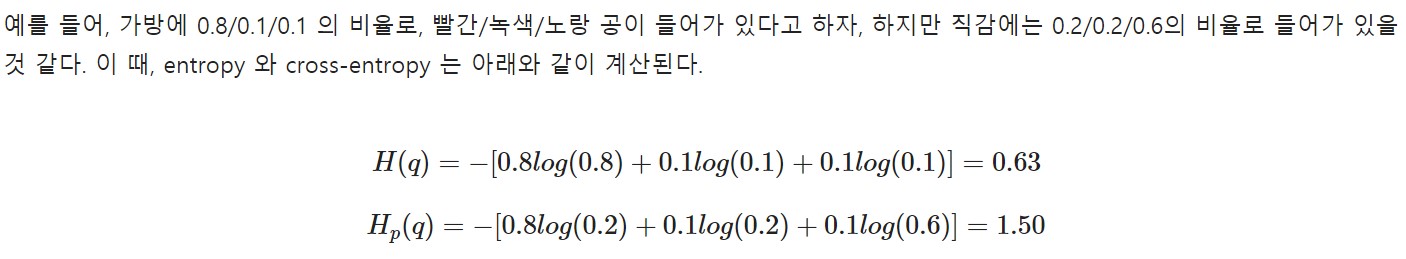 예를 들어, 가방에 0.8/0.1/0.1 의 비율로, 빨간/녹색/노랑 공이 들어가 있다고 하자, 하지만 직감에는 0.2/0.2/0.6의 비율로 들어가 있을
것 같다. 이 때, entropy 와 cross-entropy 는 아래와 같이 계산된다.
H(q) = −[0.8log(0.8) + 0.1log(0.1) + 0.1log(0.1)] = 0.63
Hₚ(q) = −[0.8log(0.2) + 0.1log(0.2) + 0.1log(0.6)] = 1.50